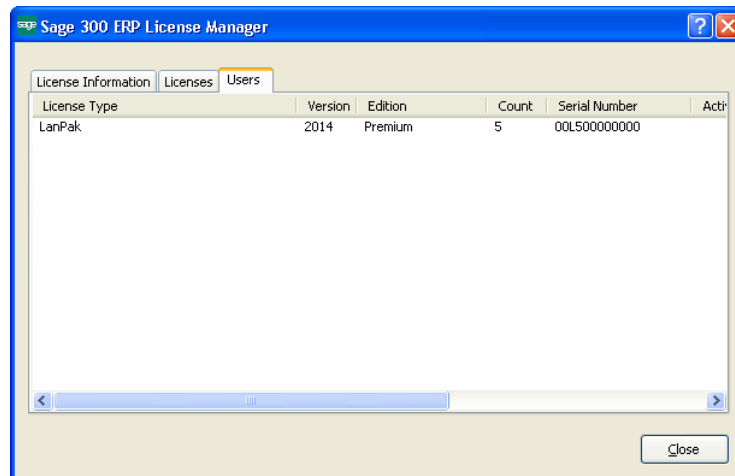 sage Sage 300 ERP License Manager ?
License Information Licenses Users
License Type Version Edition Count Serial Number Acti
LanPak 2014 Premium 5 00L500000000
Close